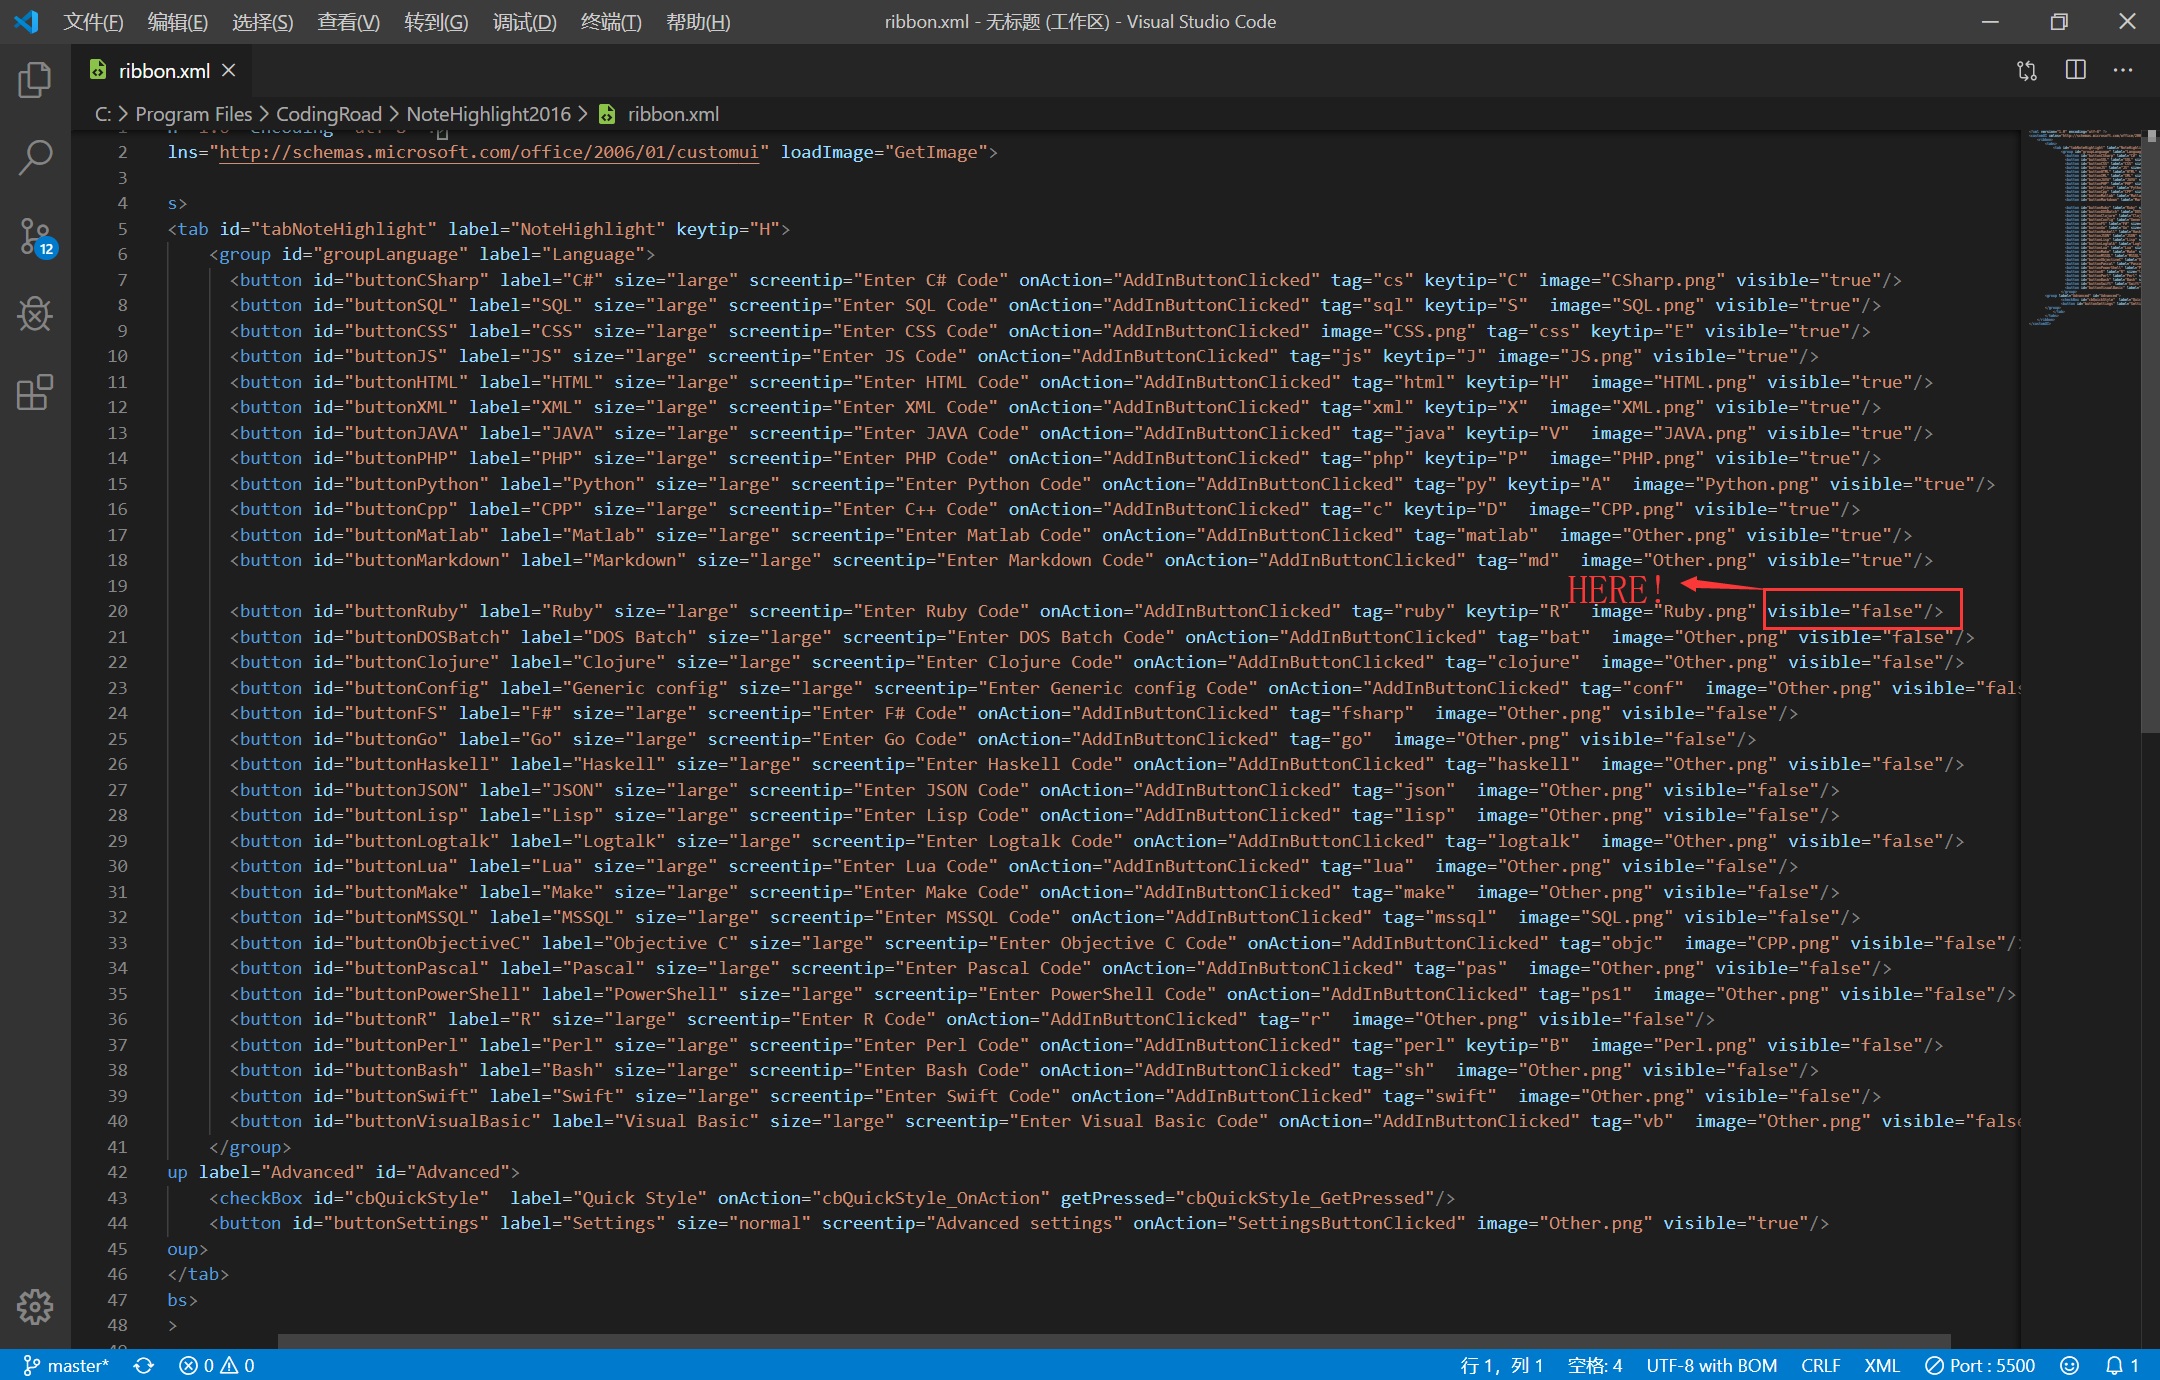 文件(F) 编辑(E) 选择(S) 查看(V) 转到(G) 调试(D) 终端(T) 帮助(H) ribbon.xml - 无标题 (工作区) - Visual Studio Code
ribbon.xml
C: > Program Files > CodingRoad > NoteHighlight2016 > ribbon.xml
2 lns="http://schemas.microsoft.com/office/2006/01/customui" loadImage="GetImage">
3
4 s>
5 <tab id="tabNoteHighlight" label="NoteHighlight" keytip="H">
6 <group id="groupLanguage" label="Language">
7 <button id="buttonCSharp" label="C#" size="large" screentip="Enter C# Code" onAction="AddInButtonClicked" tag="cs" keytip="C" image="CSharp.png" visible="true"/>
8 <button id="buttonSQL" label="SQL" size="large" screentip="Enter SQL Code" onAction="AddInButtonClicked" tag="sql" keytip="S"  image="SQL.png" visible="true"/>
9 <button id="buttonCSS" label="CSS" size="large" screentip="Enter CSS Code" onAction="AddInButtonClicked" image="CSS.png" tag="css" keytip="E" visible="true"/>
10 <button id="buttonJS" label="JS" size="large" screentip="Enter JS Code" onAction="AddInButtonClicked" tag="js" keytip="J" image="JS.png" visible="true"/>
11 <button id="buttonHTML" label="HTML" size="large" screentip="Enter HTML Code" onAction="AddInButtonClicked" tag="html" keytip="H"  image="HTML.png" visible="true"/>
12 <button id="buttonXML" label="XML" size="large" screentip="Enter XML Code" onAction="AddInButtonClicked" tag="xml" keytip="X"  image="XML.png" visible="true"/>
13 <button id="buttonJAVA" label="JAVA" size="large" screentip="Enter JAVA Code" onAction="AddInButtonClicked" tag="java" keytip="V"  image="JAVA.png" visible="true"/>
14 <button id="buttonPHP" label="PHP" size="large" screentip="Enter PHP Code" onAction="AddInButtonClicked" tag="php" keytip="P"  image="PHP.png" visible="true"/>
15 <button id="buttonPython" label="Python" size="large" screentip="Enter Python Code" onAction="AddInButtonClicked" tag="py" keytip="A"  image="Python.png" visible="true"/>
16 <button id="buttonCpp" label="CPP" size="large" screentip="Enter C++ Code" onAction="AddInButtonClicked" tag="c" keytip="D"  image="CPP.png" visible="true"/>
17 <button id="buttonMatlab" label="Matlab" size="large" screentip="Enter Matlab Code" onAction="AddInButtonClicked" tag="matlab"  image="Other.png" visible="true"/>
18 <button id="buttonMarkdown" label="Markdown" size="large" screentip="Enter Markdown Code" onAction="AddInButtonClicked" tag="md"  image="Other.png" visible="true"/>
19 HERE!
20 <button id="buttonRuby" label="Ruby" size="large" screentip="Enter Ruby Code" onAction="AddInButtonClicked" tag="ruby" keytip="R"  image="Ruby.png" visible="false"/>
21 <button id="buttonDOSBatch" label="DOS Batch" size="large" screentip="Enter DOS Batch Code" onAction="AddInButtonClicked" tag="bat"  image="Other.png" visible="false"/>
22 <button id="buttonClojure" label="Clojure" size="large" screentip="Enter Clojure Code" onAction="AddInButtonClicked" tag="clojure"  image="Other.png" visible="false"/>
23 <button id="buttonConfig" label="Generic config" size="large" screentip="Enter Generic config Code" onAction="AddInButtonClicked" tag="conf"  image="Other.png" visible="fal
24 <button id="buttonFS" label="F#" size="large" screentip="Enter F# Code" onAction="AddInButtonClicked" tag="fsharp"  image="Other.png" visible="false"/>
25 <button id="buttonGo" label="Go" size="large" screentip="Enter Go Code" onAction="AddInButtonClicked" tag="go"  image="Other.png" visible="false"/>
26 <button id="buttonHaskell" label="Haskell" size="large" screentip="Enter Haskell Code" onAction="AddInButtonClicked" tag="haskell"  image="Other.png" visible="false"/>
27 <button id="buttonJSON" label="JSON" size="large" screentip="Enter JSON Code" onAction="AddInButtonClicked" tag="json"  image="Other.png" visible="false"/>
28 <button id="buttonLisp" label="Lisp" size="large" screentip="Enter Lisp Code" onAction="AddInButtonClicked" tag="lisp"  image="Other.png" visible="false"/>
29 <button id="buttonLogtalk" label="Logtalk" size="large" screentip="Enter Logtalk Code" onAction="AddInButtonClicked" tag="logtalk"  image="Other.png" visible="false"/>
30 <button id="buttonLua" label="Lua" size="large" screentip="Enter Lua Code" onAction="AddInButtonClicked" tag="lua"  image="Other.png" visible="false"/>
31 <button id="buttonMake" label="Make" size="large" screentip="Enter Make Code" onAction="AddInButtonClicked" tag="make"  image="Other.png" visible="false"/>
32 <button id="buttonMSSQL" label="MSSQL" size="large" screentip="Enter MSSQL Code" onAction="AddInButtonClicked" tag="mssql"  image="SQL.png" visible="false"/>
33 <button id="buttonObjectiveC" label="Objective C" size="large" screentip="Enter Objective C Code" onAction="AddInButtonClicked" tag="objc"  image="CPP.png" visible="false"/
34 <button id="buttonPascal" label="Pascal" size="large" screentip="Enter Pascal Code" onAction="AddInButtonClicked" tag="pas"  image="Other.png" visible="false"/>
35 <button id="buttonPowerShell" label="PowerShell" size="large" screentip="Enter PowerShell Code" onAction="AddInButtonClicked" tag="ps1"  image="Other.png" visible="false"/>
36 <button id="buttonR" label="R" size="large" screentip="Enter R Code" onAction="AddInButtonClicked" tag="r"  image="Other.png" visible="false"/>
37 <button id="buttonPerl" label="Perl" size="large" screentip="Enter Perl Code" onAction="AddInButtonClicked" tag="perl" keytip="B"  image="Perl.png" visible="false"/>
38 <button id="buttonBash" label="Bash" size="large" screentip="Enter Bash Code" onAction="AddInButtonClicked" tag="sh"  image="Other.png" visible="false"/>
39 <button id="buttonSwift" label="Swift" size="large" screentip="Enter Swift Code" onAction="AddInButtonClicked" tag="swift"  image="Other.png" visible="false"/>
40 <button id="buttonVisualBasic" label="Visual Basic" size="large" screentip="Enter Visual Basic Code" onAction="AddInButtonClicked" tag="vb"  image="Other.png" visible="fals
41 </group>
42 up label="Advanced" id="Advanced">
43 <checkBox id="cbQuickStyle"  label="Quick Style" onAction="cbQuickStyle_OnAction" getPressed="cbQuickStyle_GetPressed"/>
44 <button id="buttonSettings" label="Settings" size="normal" screentip="Advanced settings" onAction="SettingsButtonClicked" image="Other.png" visible="true"/>
45 oup>
46 </tab>
47 bs>
48 >
12
master* 0 0 行 1，列 1 空格: 4 UTF-8 with BOM CRLF XML Port : 5500 1